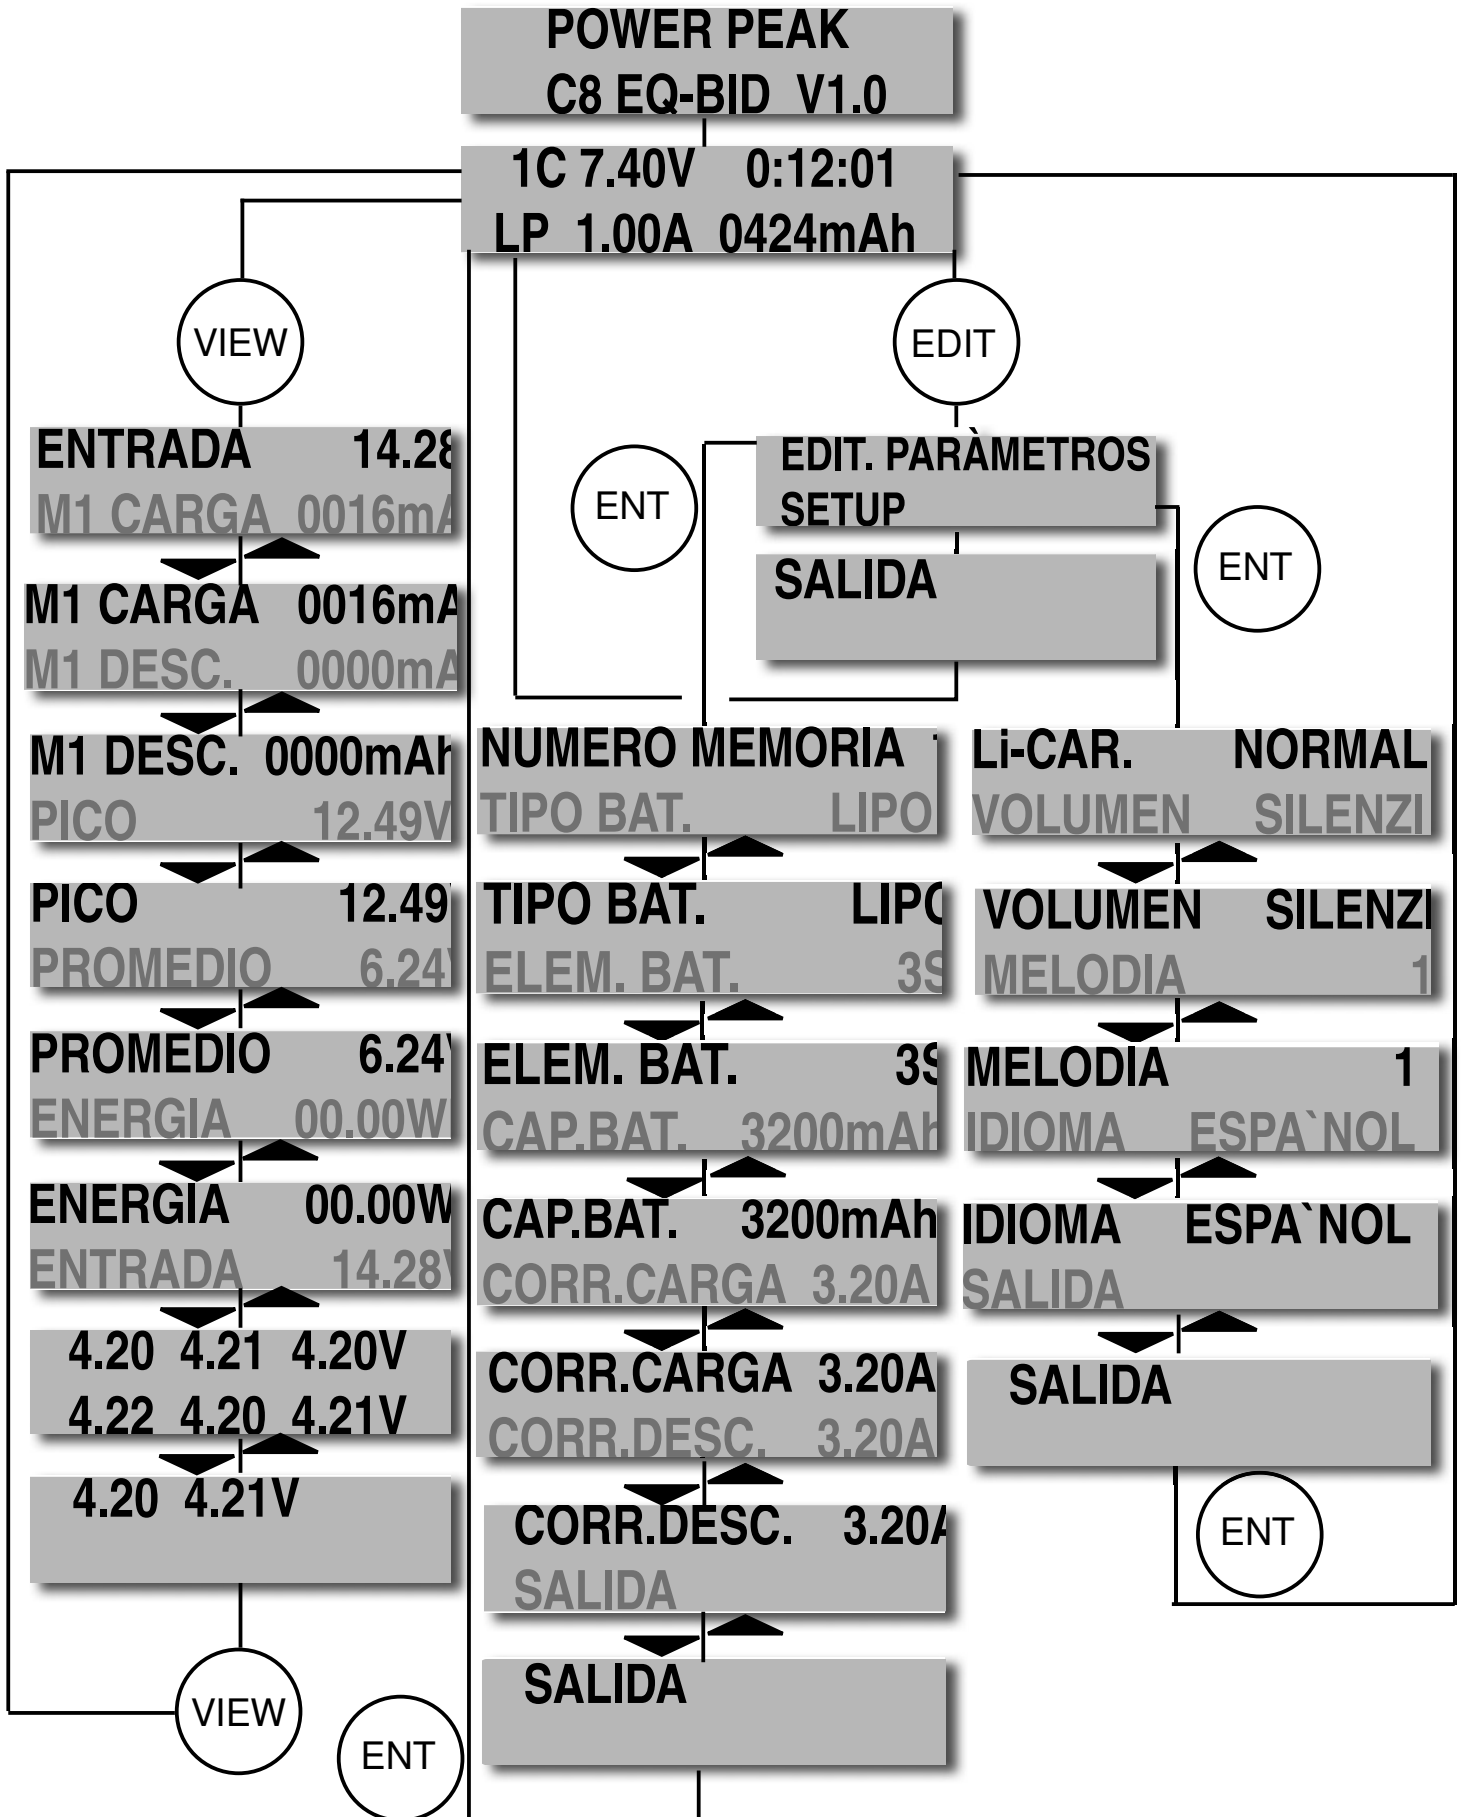 POWER PEAK
C8 EQ-BID V1.0
1C 7.40V 0:12:01
LP 1.00A 0424mAh
VIEW
ENTRADA 14.28
M1 CARGA 0016mA
M1 CARGA 0016mA
M1 DESC. 0000mA
M1 DESC. 0000mAh
PICO 12.49V
PICO 12.49
PROMEDIO 6.24V
PROMEDIO 6.24V
ENERGIA 00.00W
ENERGIA 00.00W
ENTRADA 14.28V
4.20 4.21 4.20V
4.22 4.20 4.21V
4.20 4.21V
VIEW
EDIT
EDIT. PARÀMETROS
SETUP
SALIDA
ENT
ENT
NUMERO MEMORIA
TIPO BAT. LIPO
TIPO BAT. LIPO
ELEM. BAT. 3S
ELEM. BAT. 3S
CAP.BAT. 3200mAh
CAP.BAT. 3200mAh
CORR.CARGA 3.20A
CORR.CARGA 3.20A
CORR.DESC. 3.20A
CORR.DESC. 3.20A
SALIDA
SALIDA
ENT
Li-CAR. NORMAL
VOLUMEN SILENZI
VOLUMEN SILENZI
MELODIA 1
MELODIA 1
IDIOMA ESPA`NOL
IDIOMA ESPA`NOL
SALIDA
SALIDA
ENT